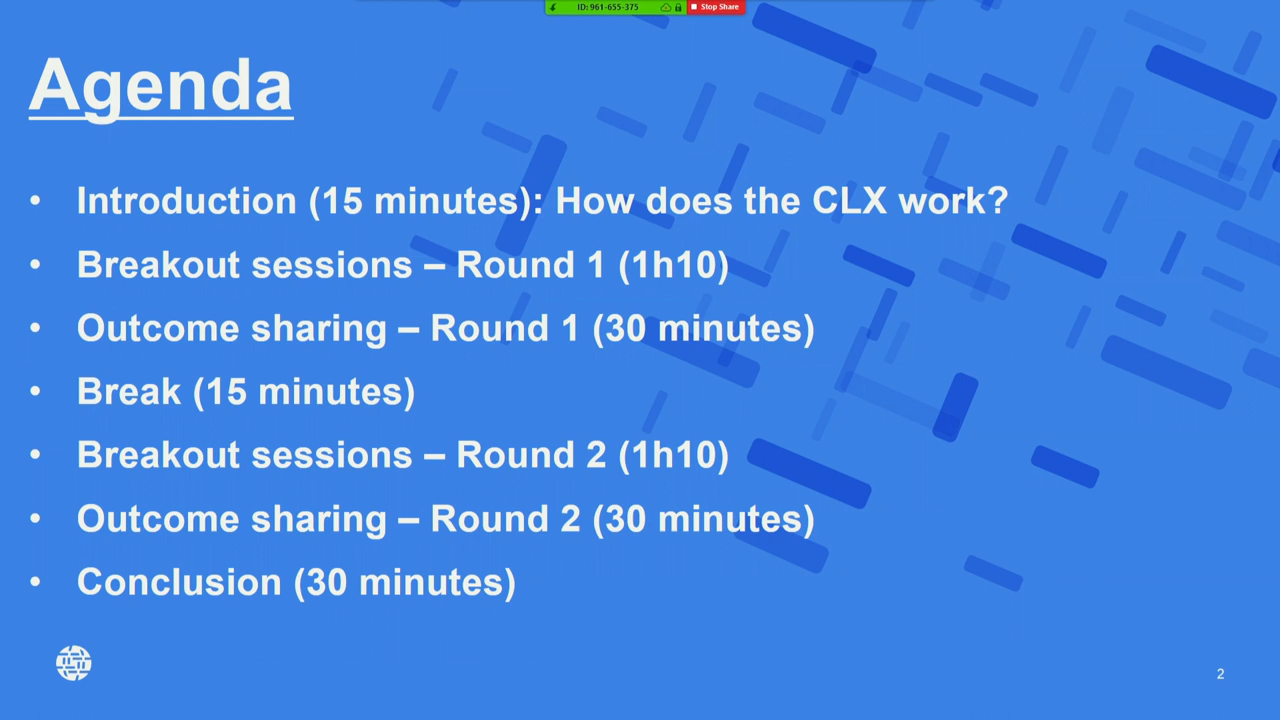 ID: 961-655-375 Stop Share
Agenda
• Introduction (15 minutes): How does the CLX work?
• Breakout sessions – Round 1 (1h10)
• Outcome sharing – Round 1 (30 minutes)
• Break (15 minutes)
• Breakout sessions – Round 2 (1h10)
• Outcome sharing – Round 2 (30 minutes)
• Conclusion (30 minutes)
2